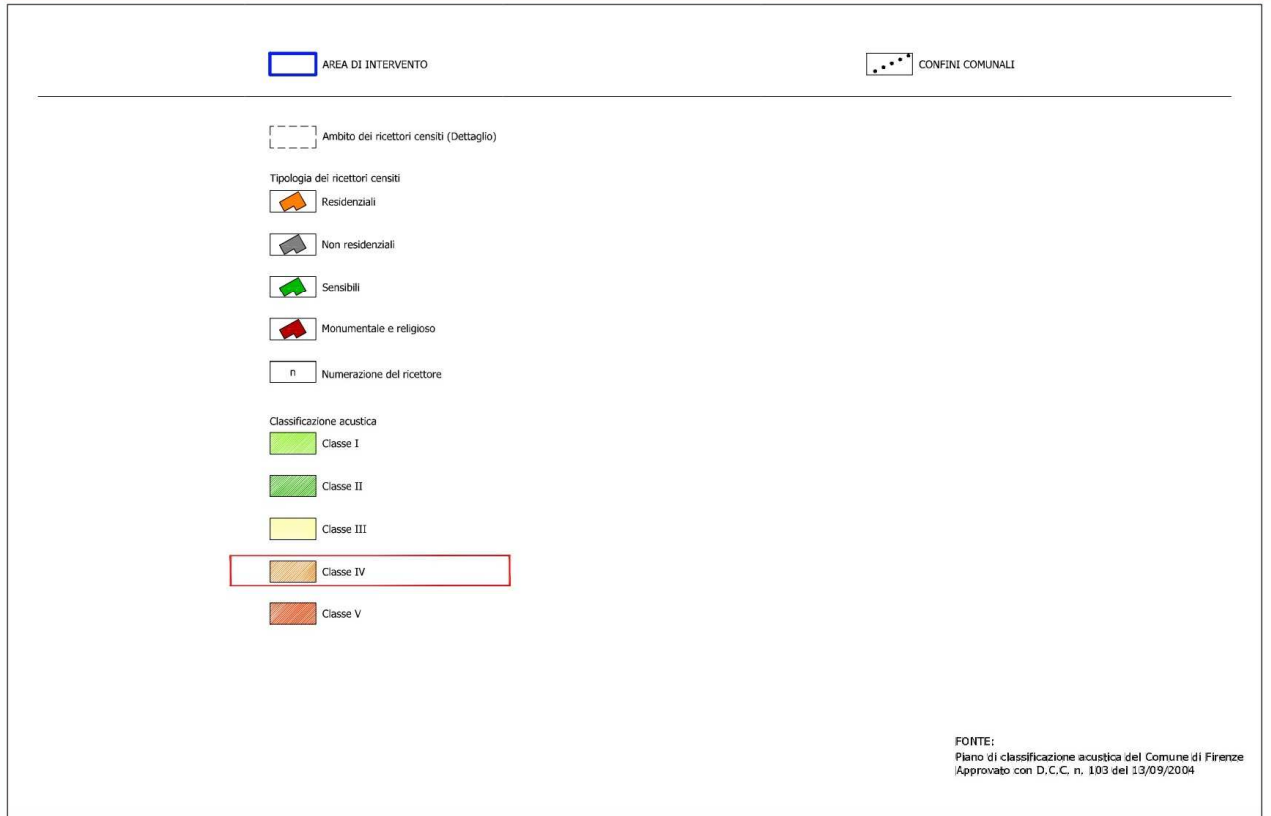 AREA DI INTERVENTO
CONFINI COMUNALI
Ambito dei ricettori censiti (Dettaglio)
Tipologia dei ricettori censiti
Residenziali
Non residenziali
Sensibili
Monumentale e religioso
n
Numerazione del ricettore
Classificazione acustica
Classe I
Classe II
Classe III
Classe IV
Classe V
FONTE:
Piano di classificazione acustica del Comune di Firenze
Approvato con D.C.C. n. 103 del 13/09/2004